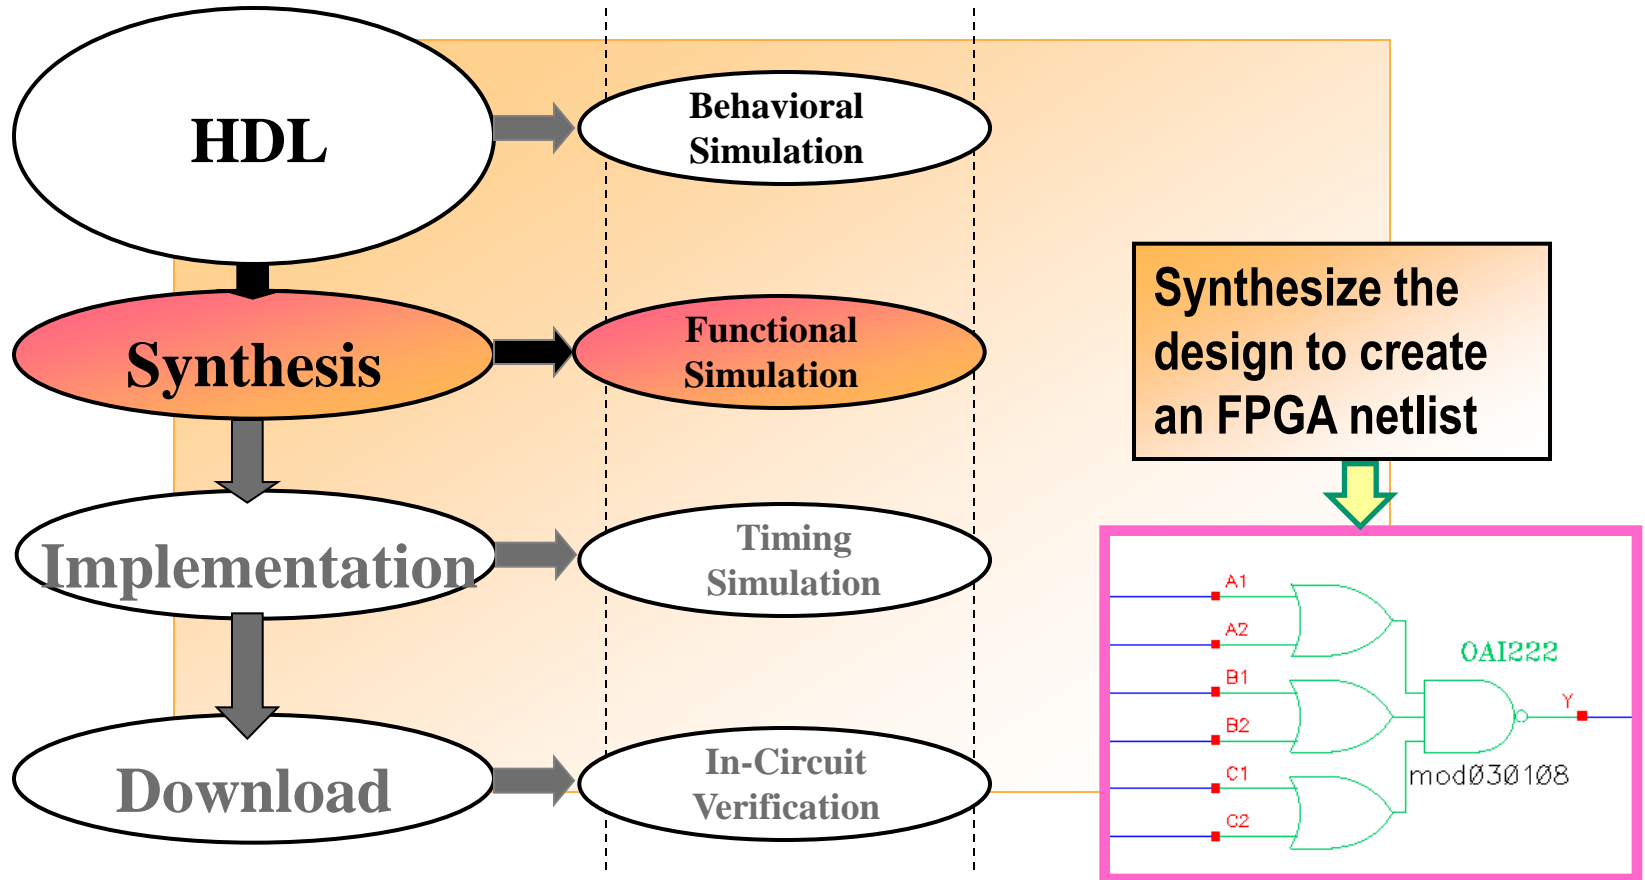 HDL
Behavioral
Simulation
Synthesis
Functional
Simulation
Implementation
Timing
Simulation
Download
In-Circuit
Verification
Synthesize the
design to create
an FPGA netlist
A1
A2
B1
B2
C1
C2
OAI222
Y
modØ3Ø1Ø8